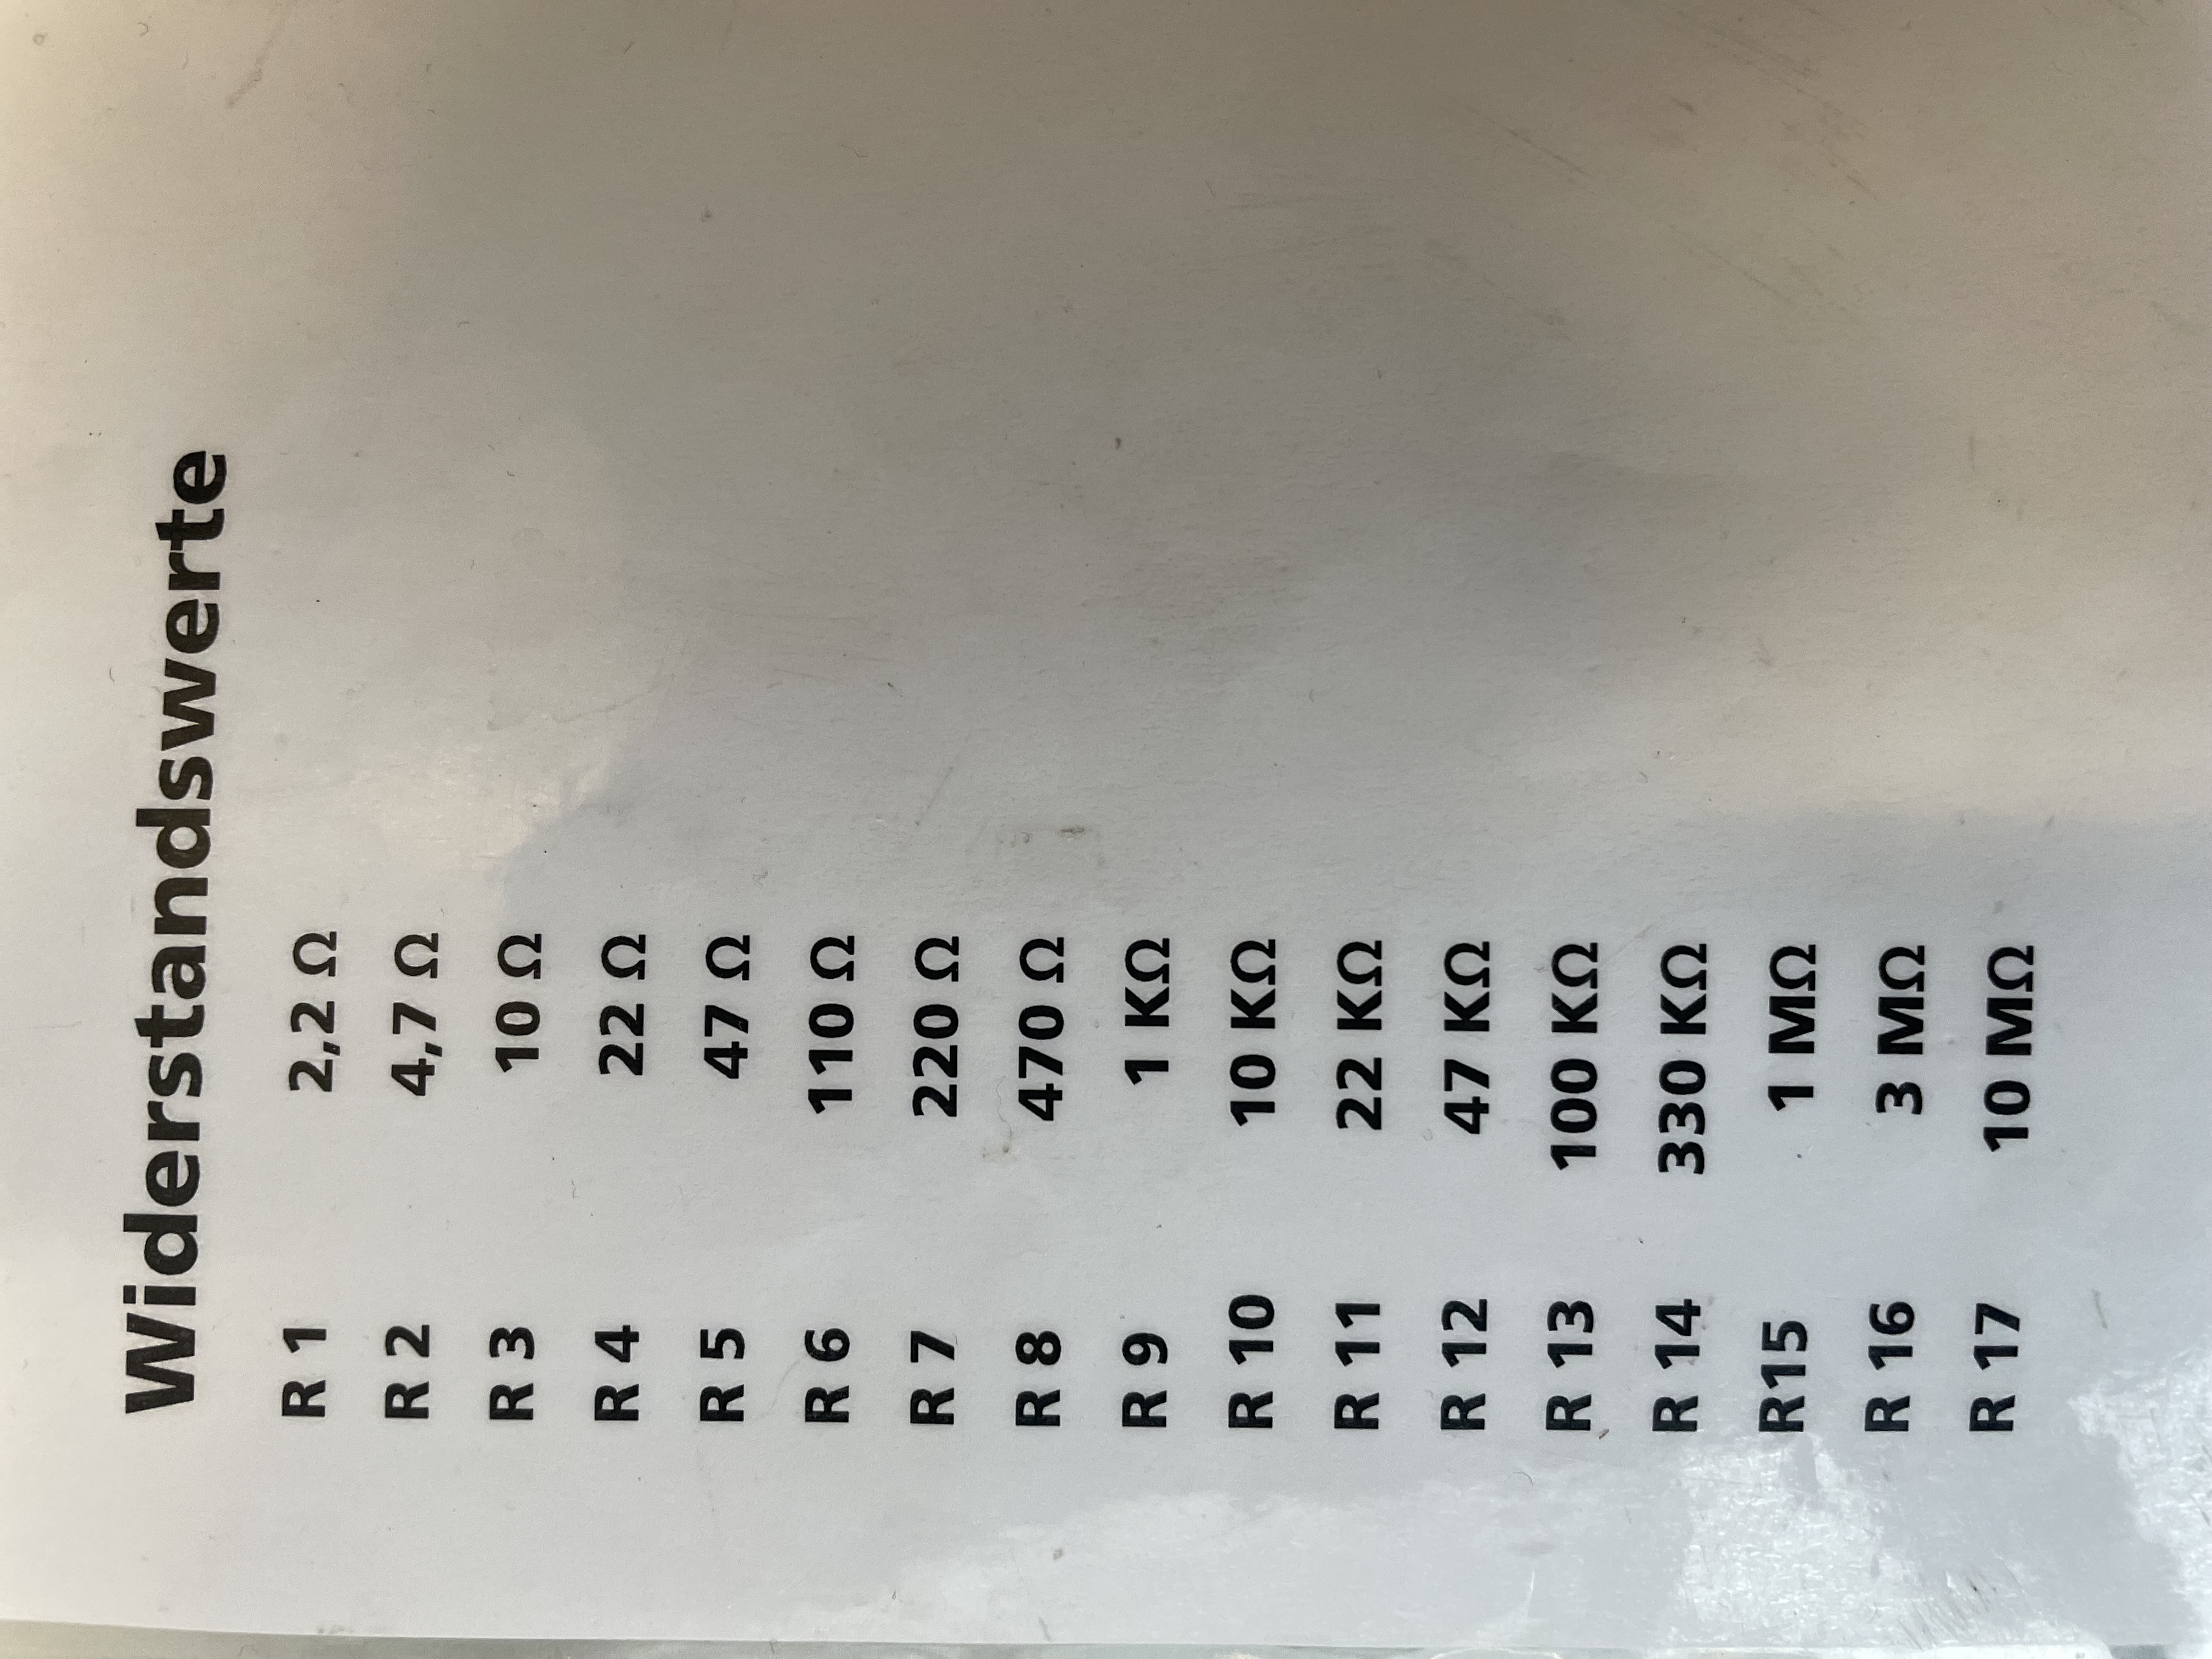 Widerstandswerte
R 1 2,2 Ω
R 2 4,7 Ω
R 3 10 Ω
R 4 22 Ω
R 5 47 Ω
R 6 110 Ω
R 7 220 Ω
R 8 470 Ω
R 9 1 KΩ
R 10 10 KΩ
R 11 22 KΩ
R 12 47 KΩ
R 13 100 KΩ
R 14 330 KΩ
R15 1 MΩ
R 16 3 MΩ
R 17 10 MΩ